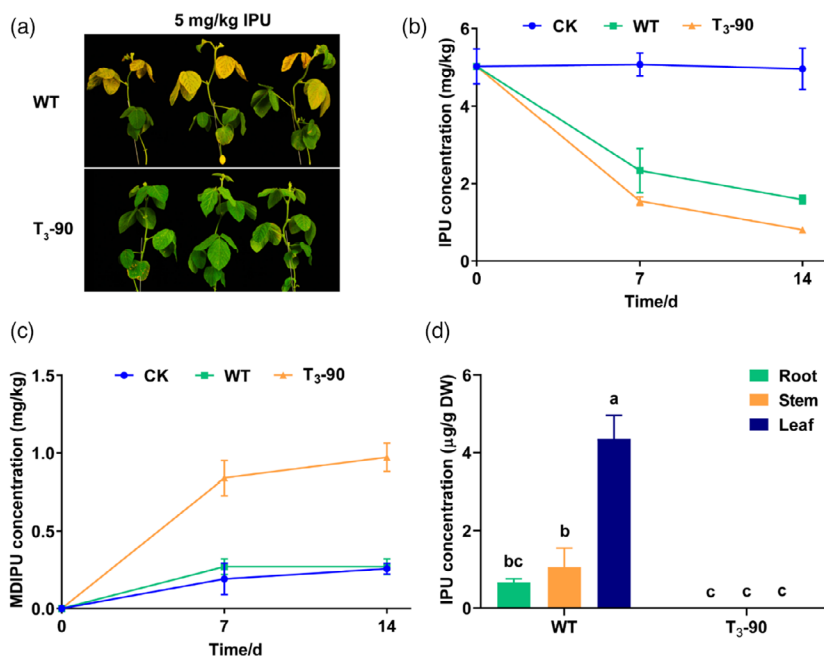 (a)
5 mg/kg IPU
WT
T₃-90
(b)
CK WT T₃-90
IPU concentration (mg/kg)
6
4
2
0
0 7 14
Time/d
(c)
CK WT T₃-90
MDIPU concentration (mg/kg)
1.5
1.0
0.5
0.0
0 7 14
Time/d
(d)
Root
Stem
Leaf
IPU concentration (μg/g DW)
6
4
2
0
bc b a
c c c
WT T₃-90